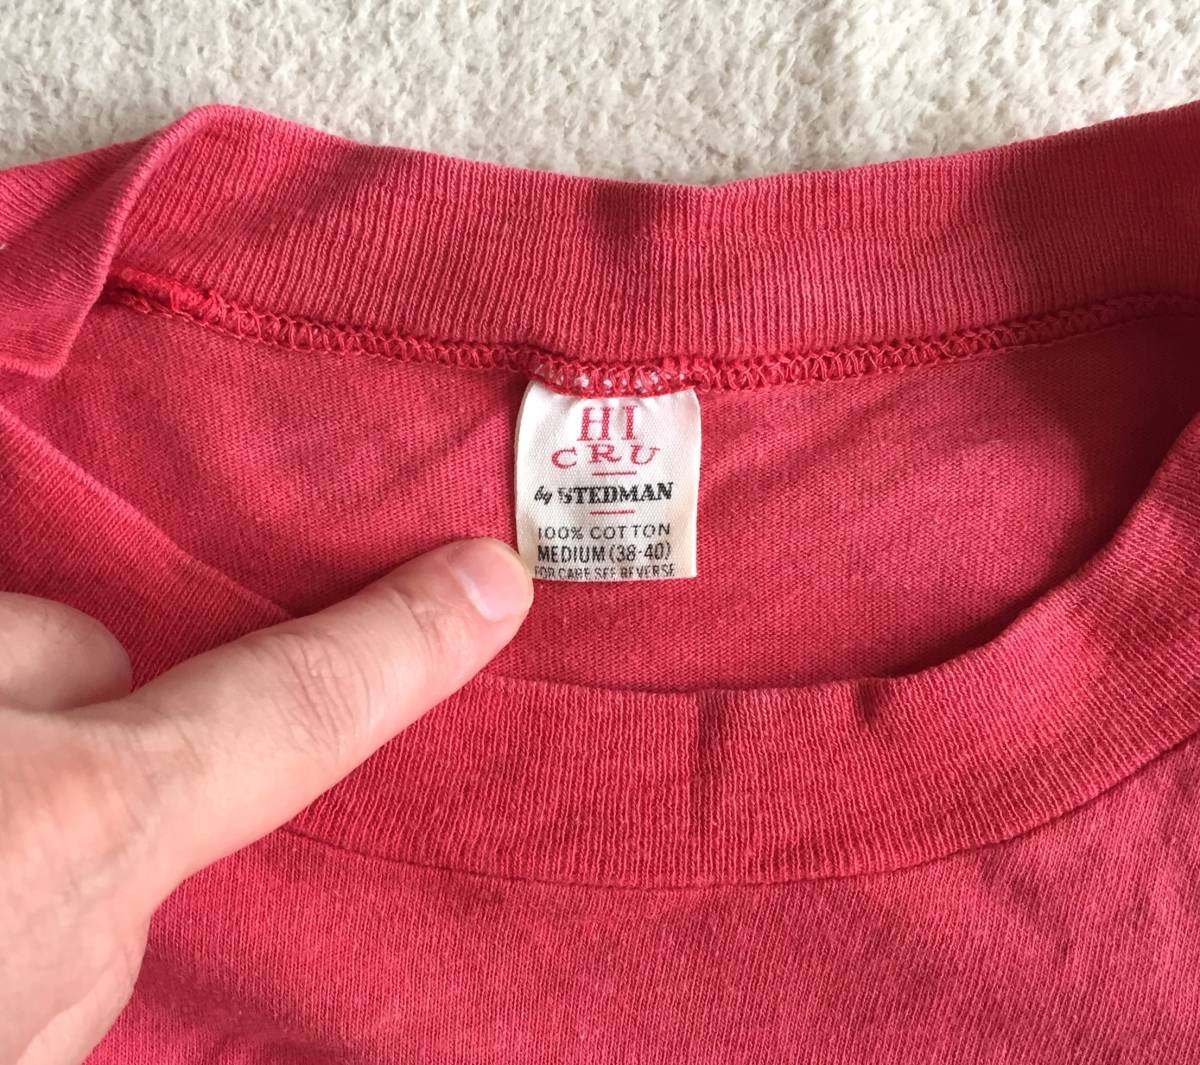 HI
CRU
by STEDMAN
100% COTTON
MEDIUM (38-40)
FOR CARE SEE REVERSE